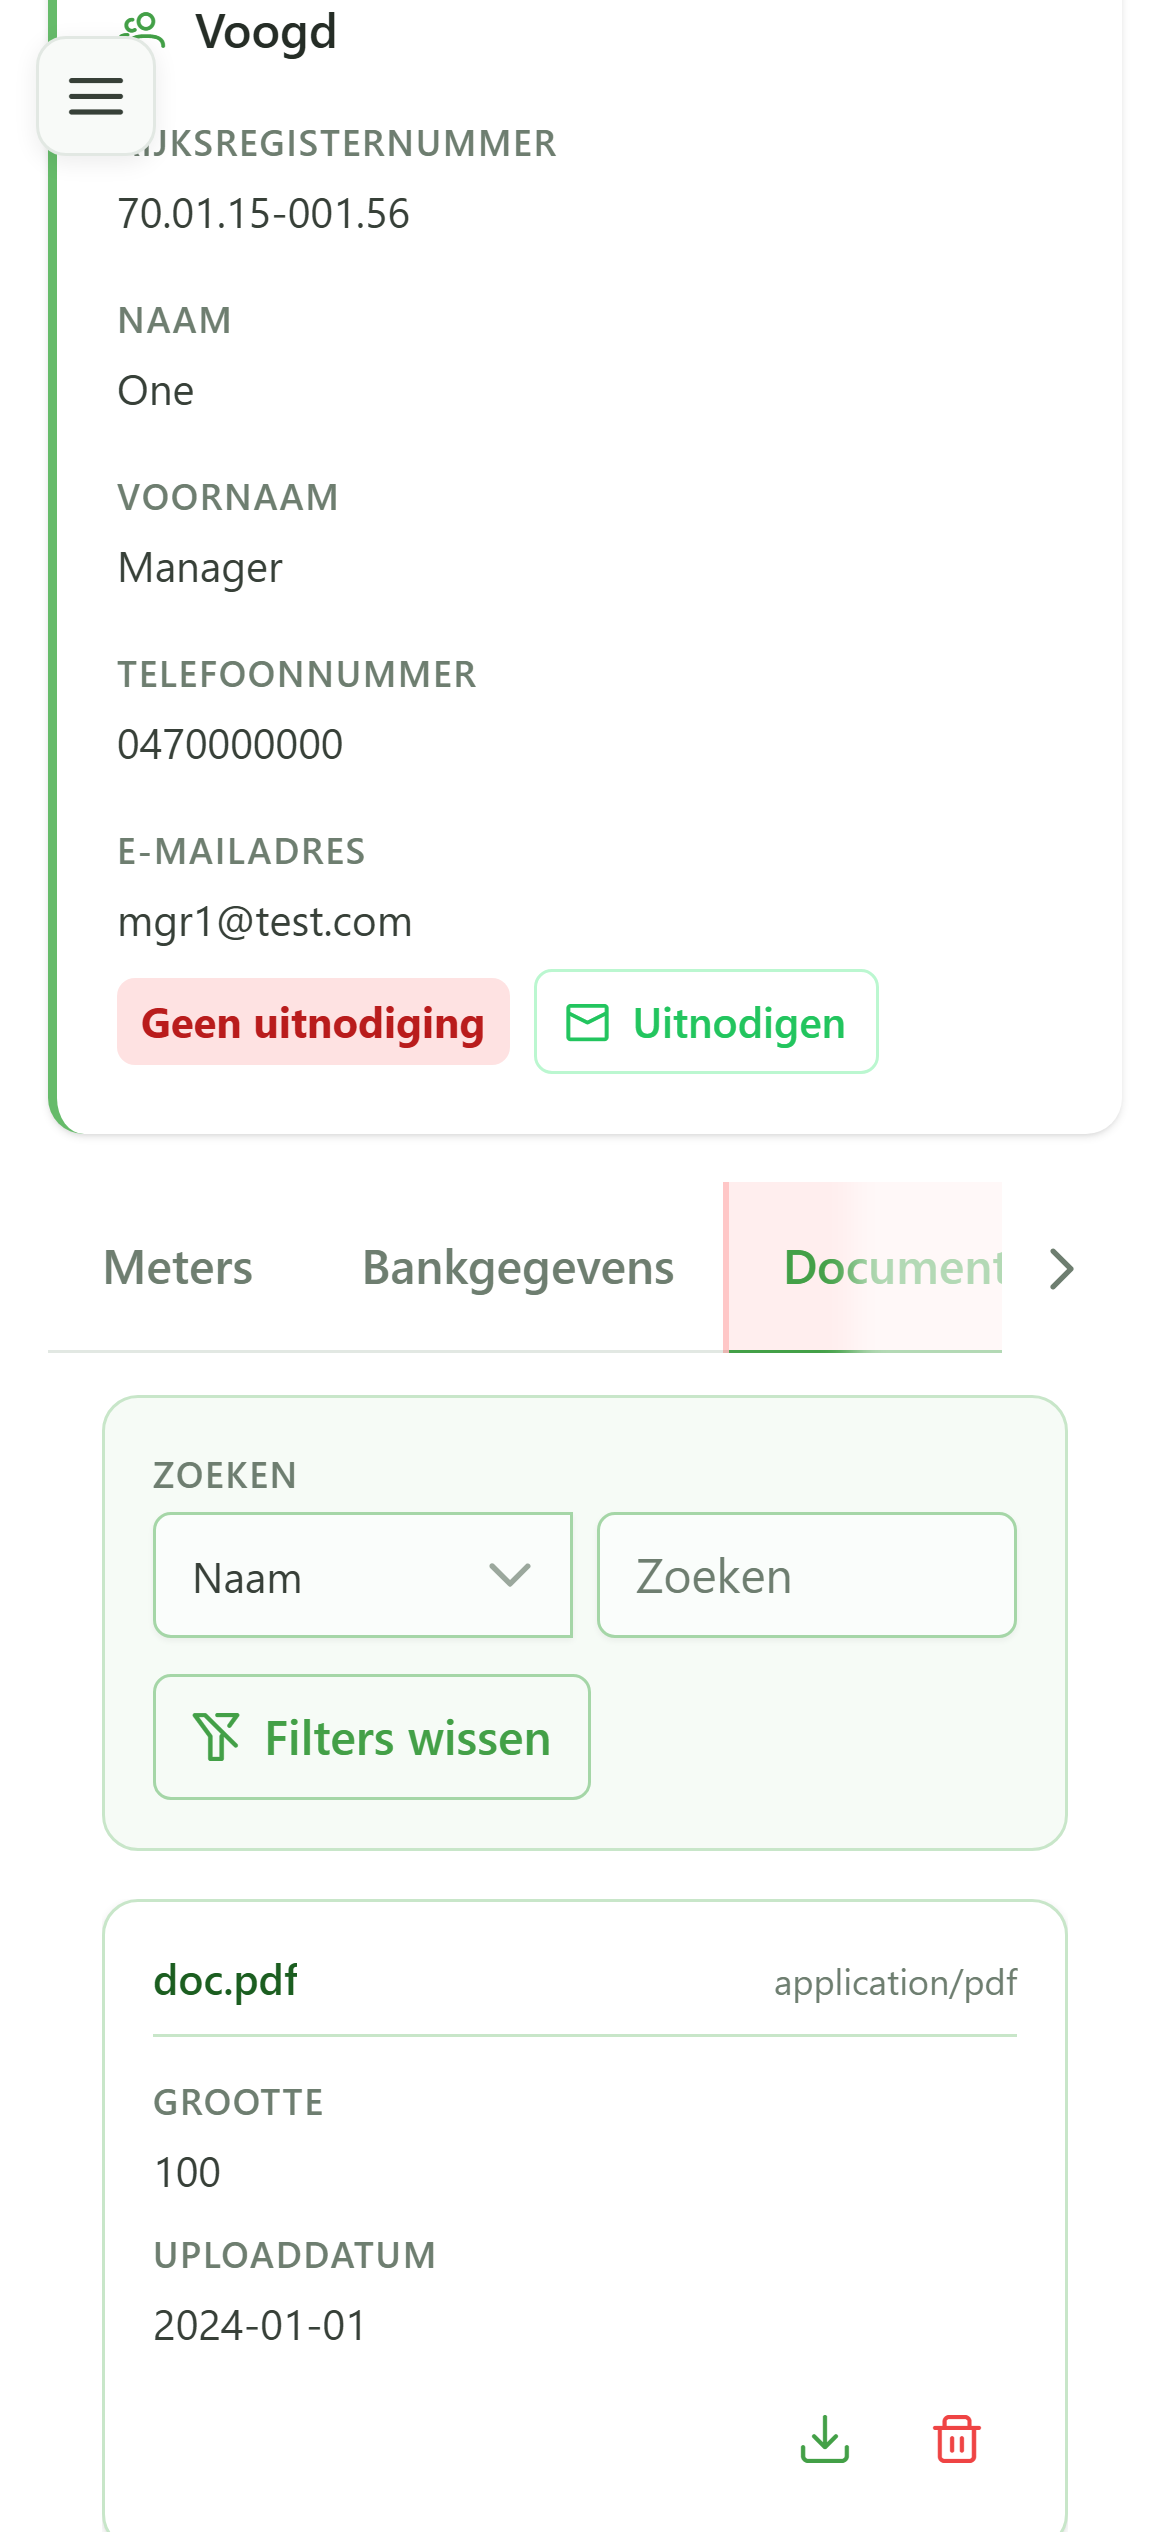 Voogd
IJKSREGISTERNUMMER
70.01.15-001.56
NAAM
One
VOORNAAM
Manager
TELEFOONNUMMER
0470000000
E-MAILADRES
mgr1@test.com
Geen uitnodiging
Uitnodigen
Meters Bankgegevens Document
ZOEKEN
Naam Zoeken
Filters wissen
doc.pdf application/pdf
GROOTTE
100
UPLOADDATUM
2024-01-01